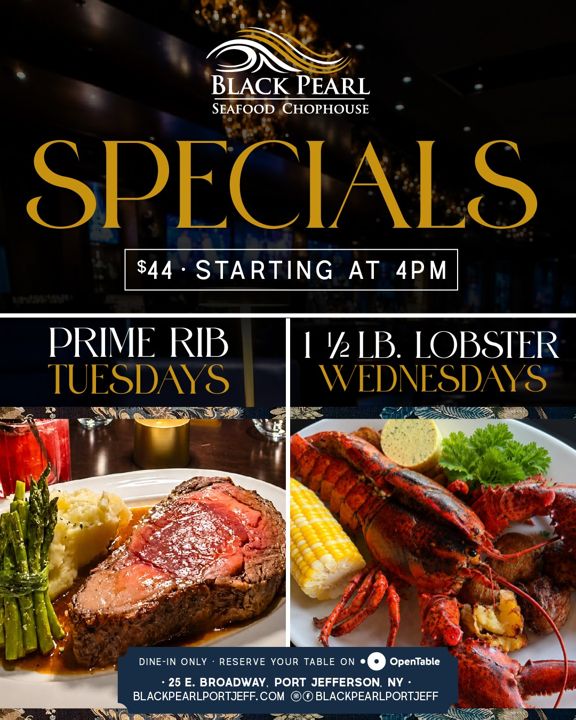 BLACK PEARL
SEAFOOD CHOPHOUSE
SPECIALS
$44 · STARTING AT 4PM
PRIME RIB
TUESDAYS
1 ½ LB. LOBSTER
WEDNESDAYS
DINE-IN ONLY · RESERVE YOUR TABLE ON OpenTable
· 25 E. BROADWAY, PORT JEFFERSON, NY ·
BLACKPEARLPORTJEFF.COM BLACKPEARLPORTJEFF